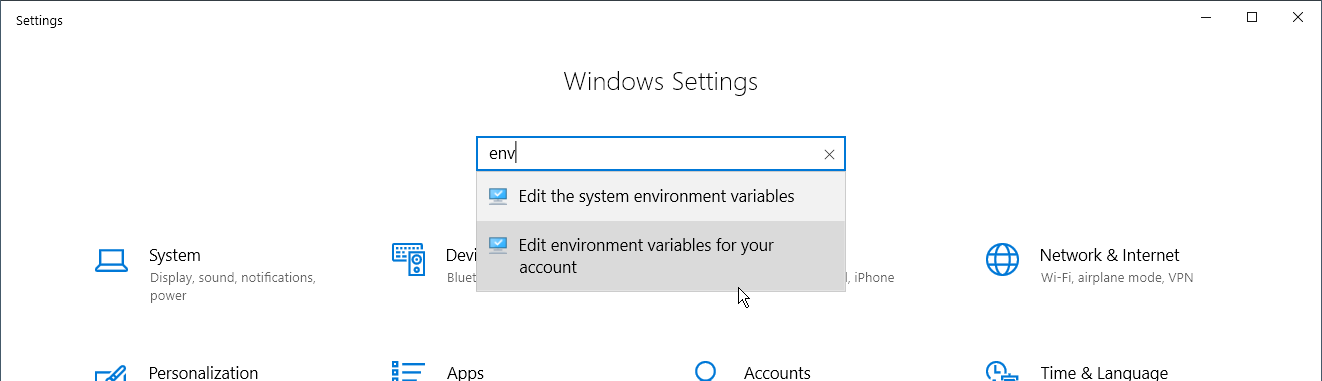 Settings
Windows Settings
env
Edit the system environment variables
Edit environment variables for your
account
System
Display, sound, notifications,
power
Devi
Bluet
, iPhone
Network & Internet
Wi-Fi, airplane mode, VPN
Personalization
Apps
Accounts
Time & Language